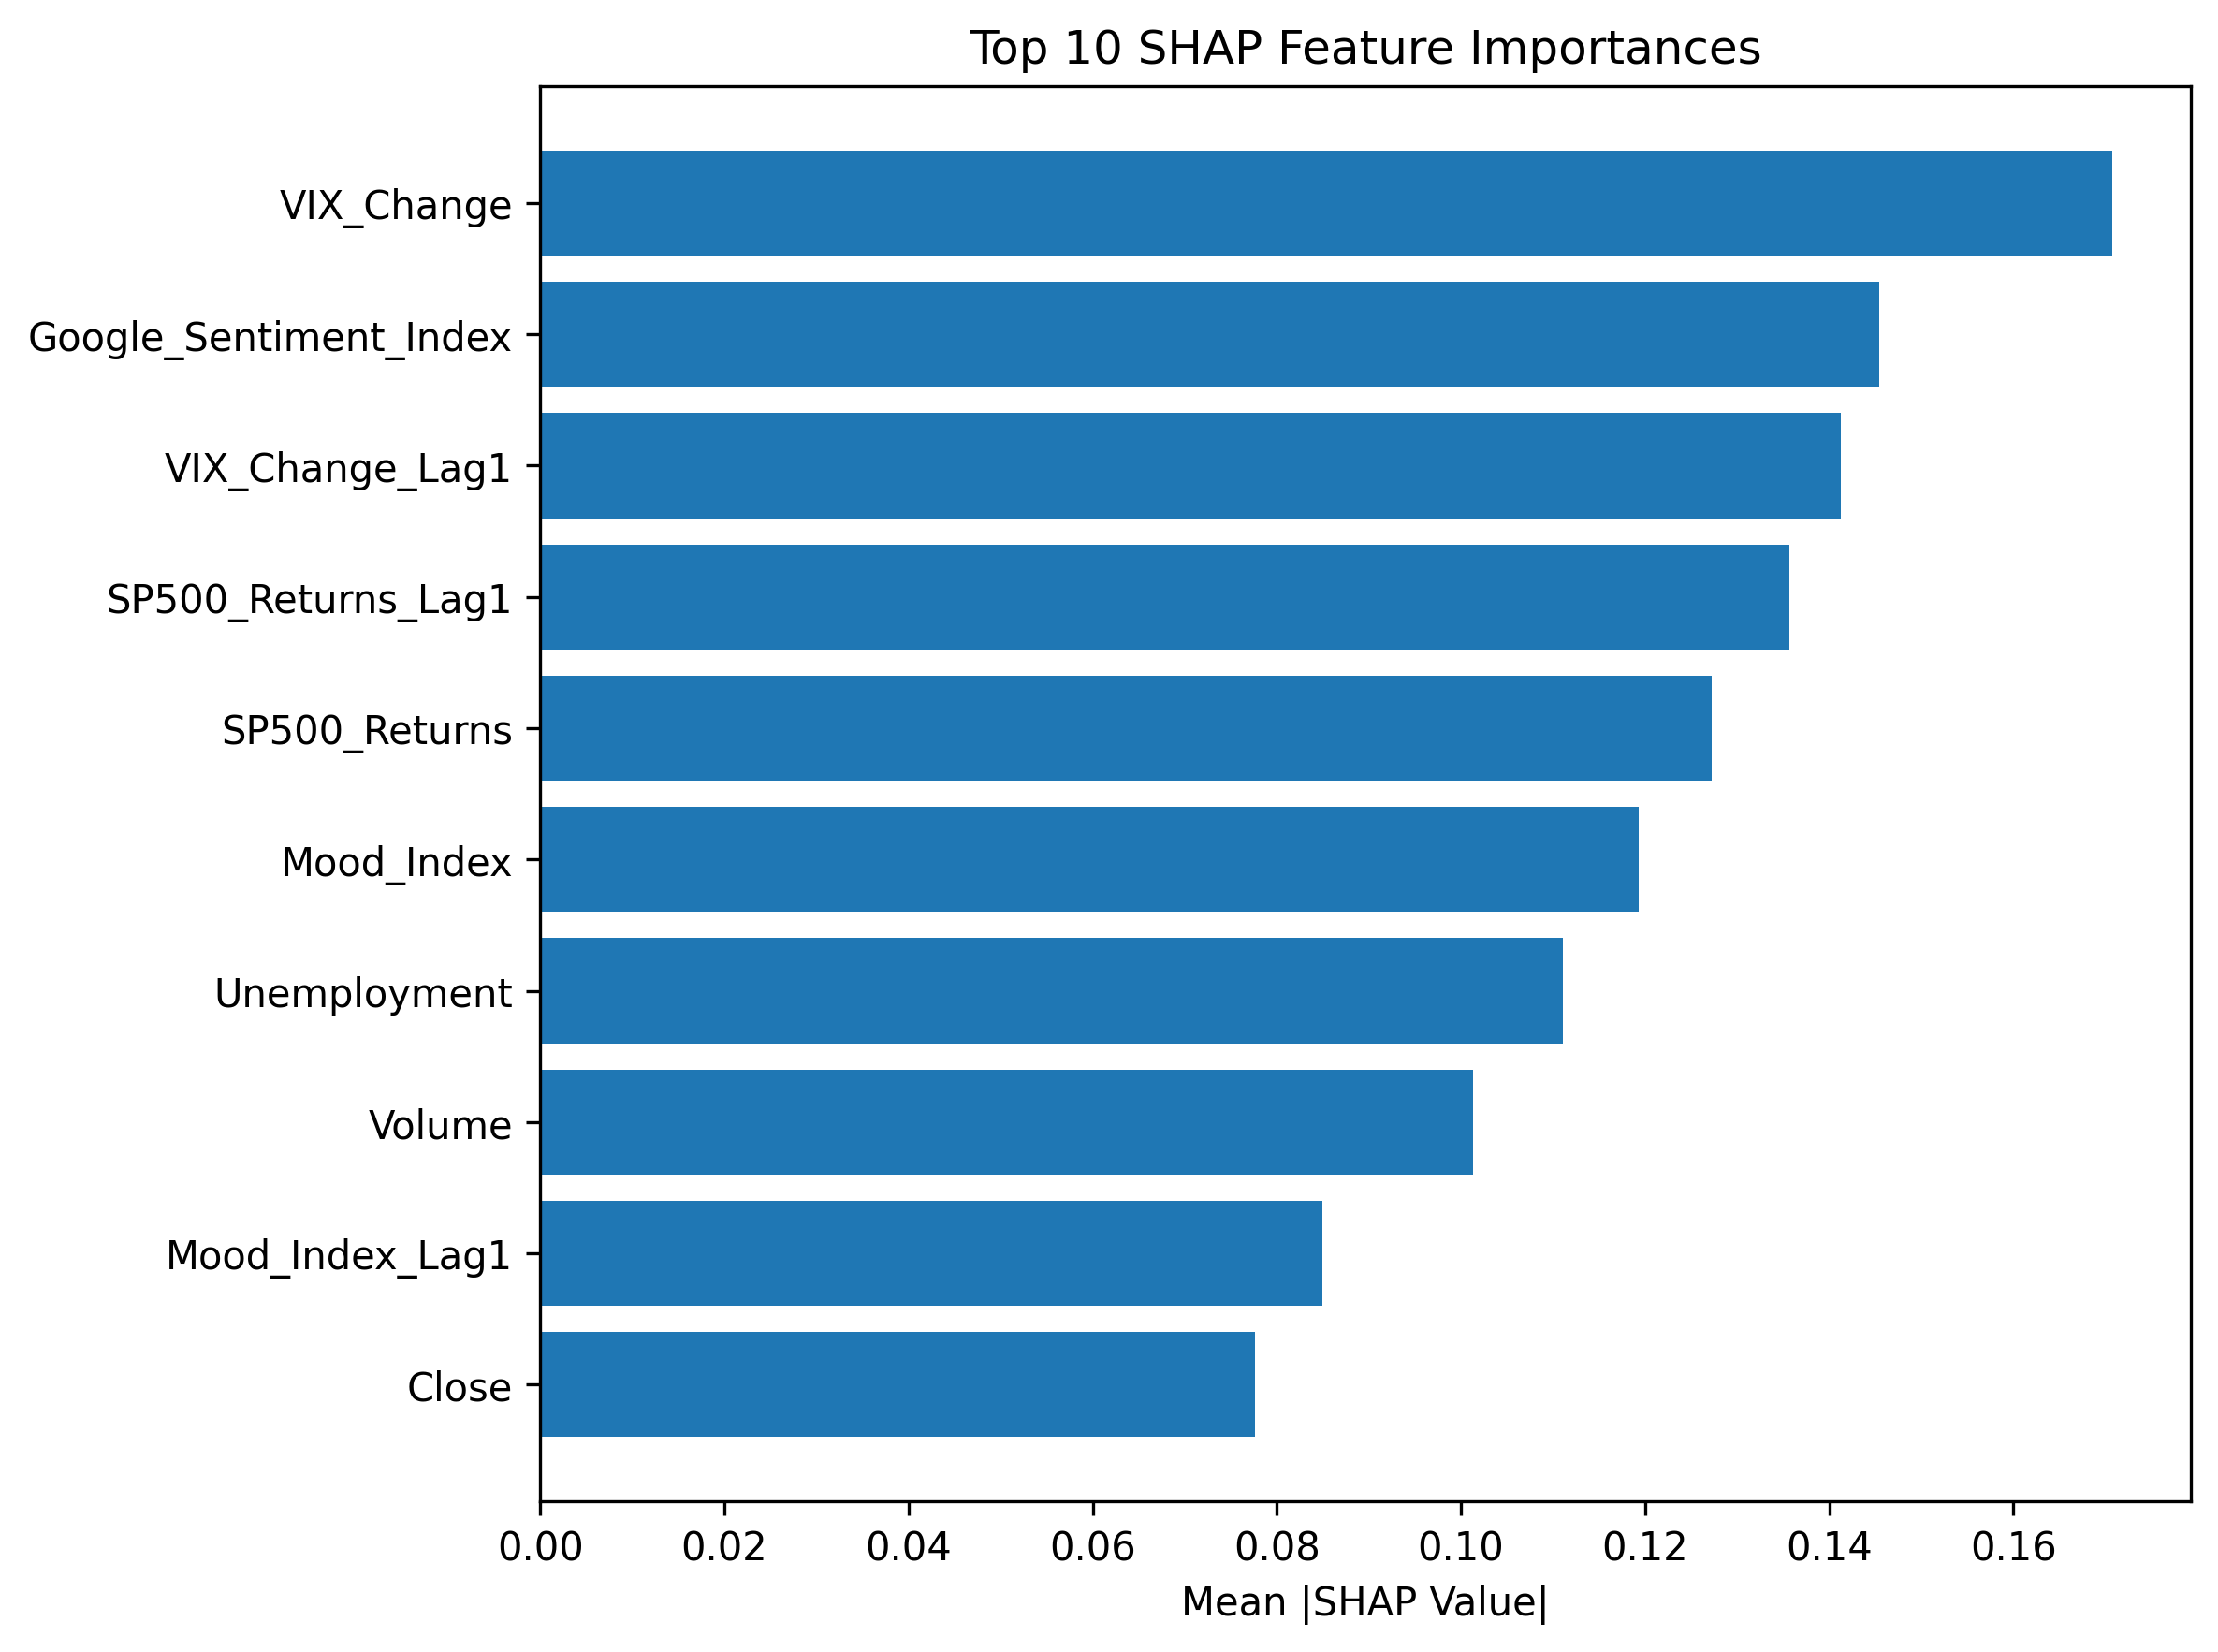 Top 10 SHAP Feature Importances
VIX_Change
Google_Sentiment_Index
VIX_Change_Lag1
SP500_Returns_Lag1
SP500_Returns
Mood_Index
Unemployment
Volume
Mood_Index_Lag1
Close
0.00 0.02 0.04 0.06 0.08 0.10 0.12 0.14 0.16
Mean |SHAP Value|